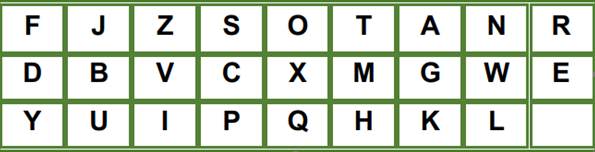 F J Z S O T A N R
D B V C X M G W E
Y U I P Q H K L